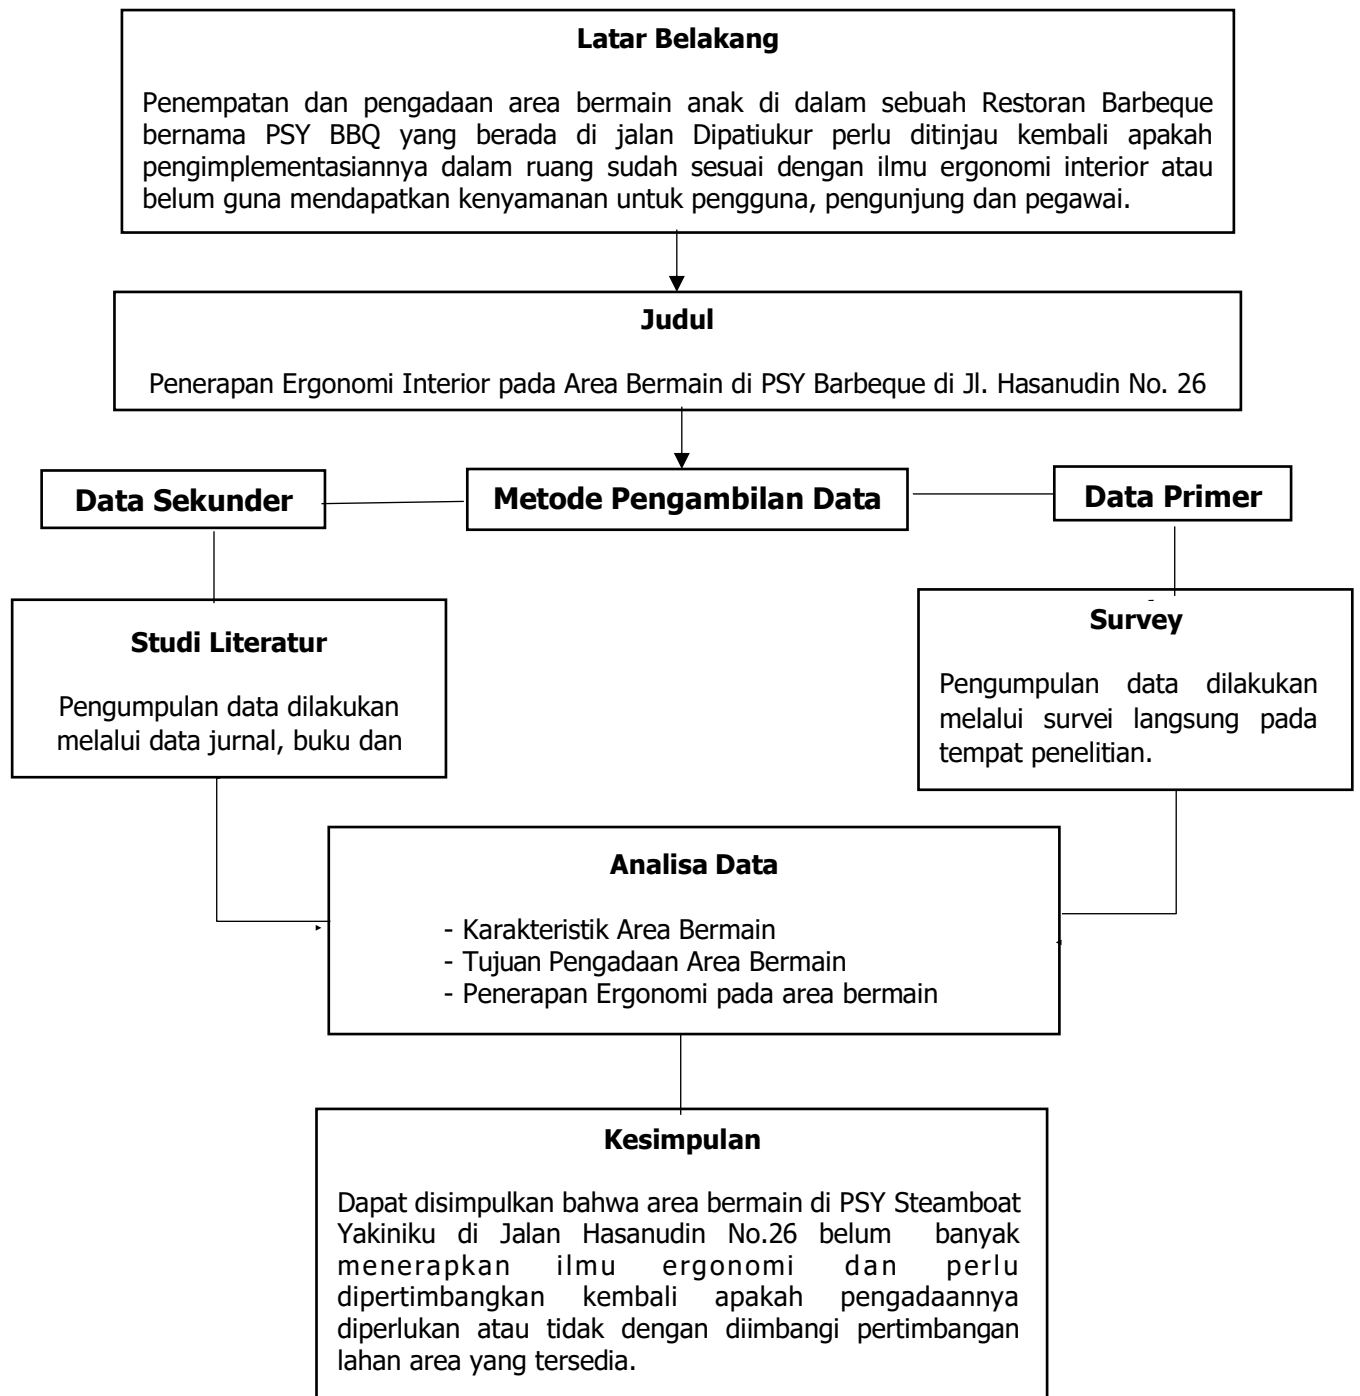 Latar Belakang
Penempatan dan pengadaan area bermain anak di dalam sebuah Restoran Barbeque
bernama PSY BBQ yang berada di jalan Dipatiukur perlu ditinjau kembali apakah
pengimplementasiannya dalam ruang sudah sesuai dengan ilmu ergonomi interior atau
belum guna mendapatkan kenyamanan untuk pengguna, pengunjung dan pegawai.
Judul
Penerapan Ergonomi Interior pada Area Bermain di PSY Barbeque di Jl. Hasanudin No. 26
Data Sekunder
Metode Pengambilan Data
Data Primer
Studi Literatur
Pengumpulan data dilakukan
melalui data jurnal, buku dan
Survey
Pengumpulan data dilakukan
melalui survei langsung pada
tempat penelitian.
Analisa Data
- Karakteristik Area Bermain
- Tujuan Pengadaan Area Bermain
- Penerapan Ergonomi pada area bermain
Kesimpulan
Dapat disimpulkan bahwa area bermain di PSY Steamboat
Yakiniku di Jalan Hasanudin No.26 belum banyak
menerapkan ilmu ergonomi dan perlu
dipertimbangkan kembali apakah pengadaannya
diperlukan atau tidak dengan diimbangi pertimbangan
lahan area yang tersedia.